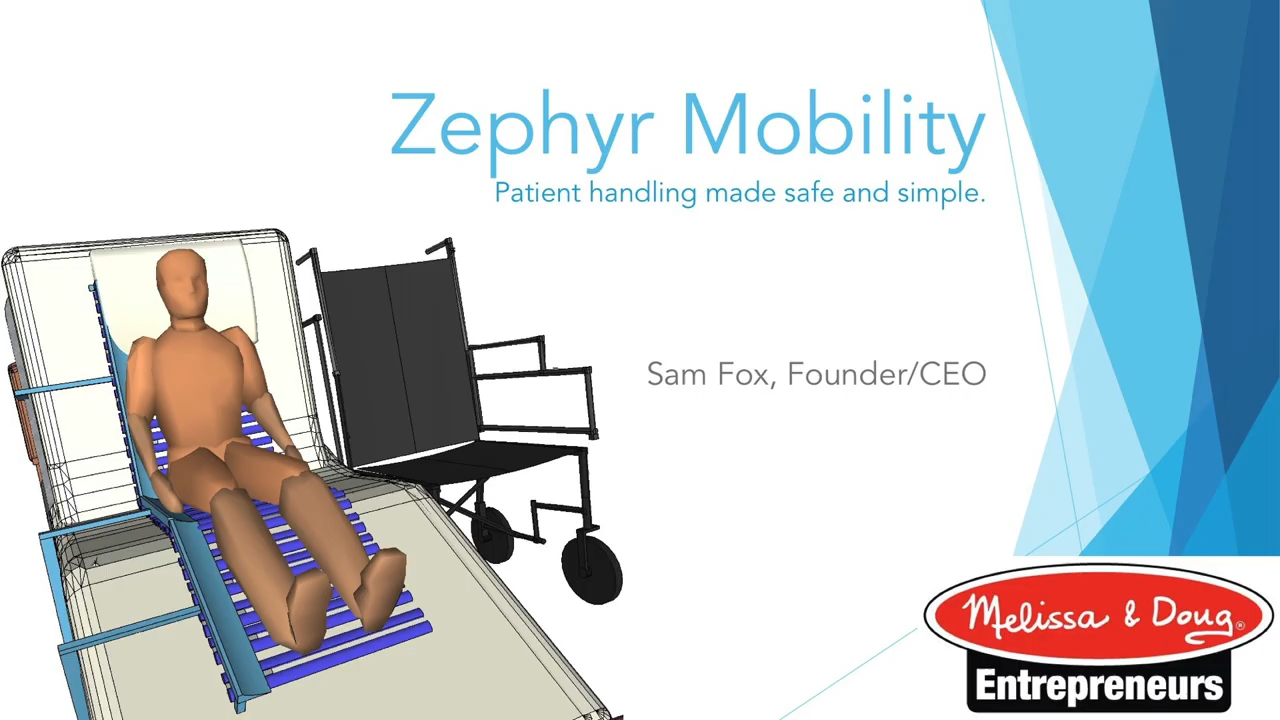 Zephyr Mobility
Patient handling made safe and simple.
Sam Fox, Founder/CEO
Melissa & Doug®
Entrepreneurs